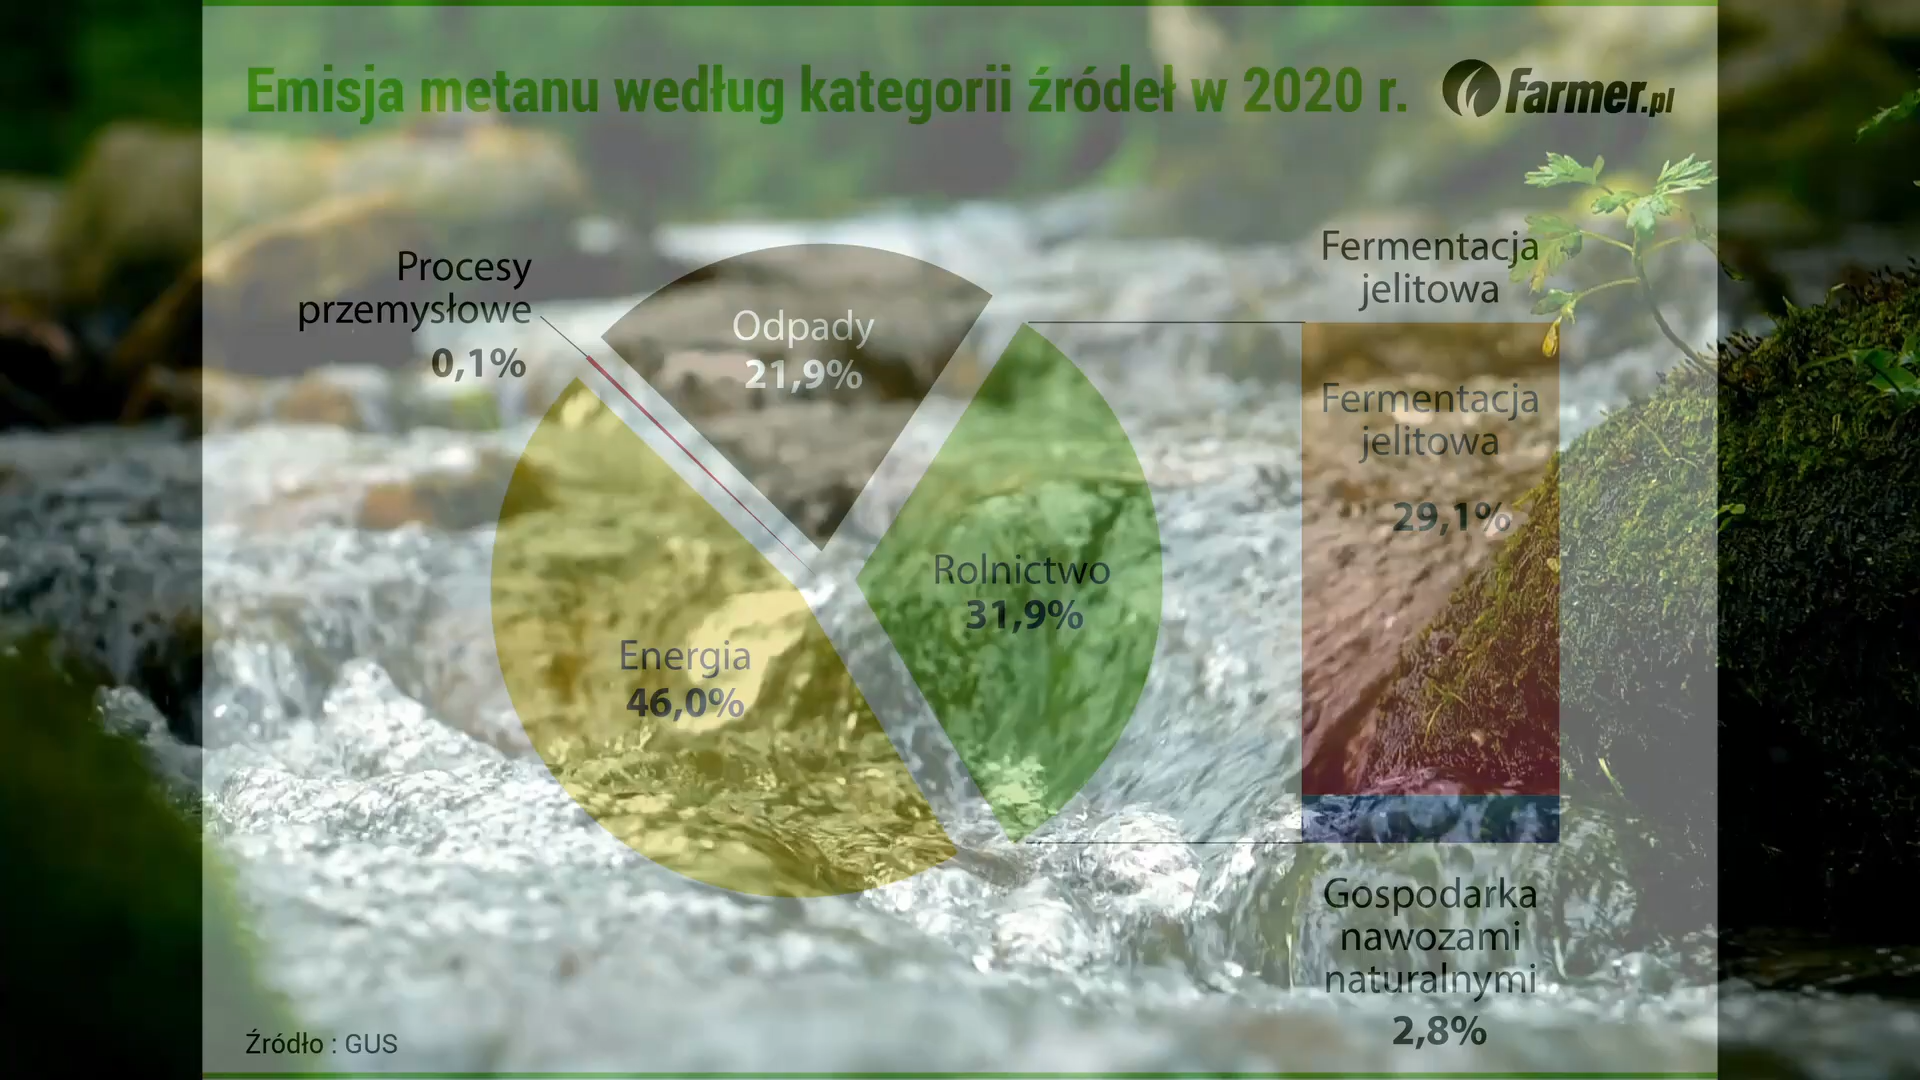 Emisja metanu według kategorii źródeł w 2020 r.
Farmer.pl
Procesy
przemysłowe
0,1%
Odpady
21,9%
Rolnictwo
31,9%
Energia
46,0%
Fermentacja
jelitowa
Fermentacja
jelitowa
29,1%
Gospodarka
nawozami
naturalnymi
2,8%
Źródło : GUS